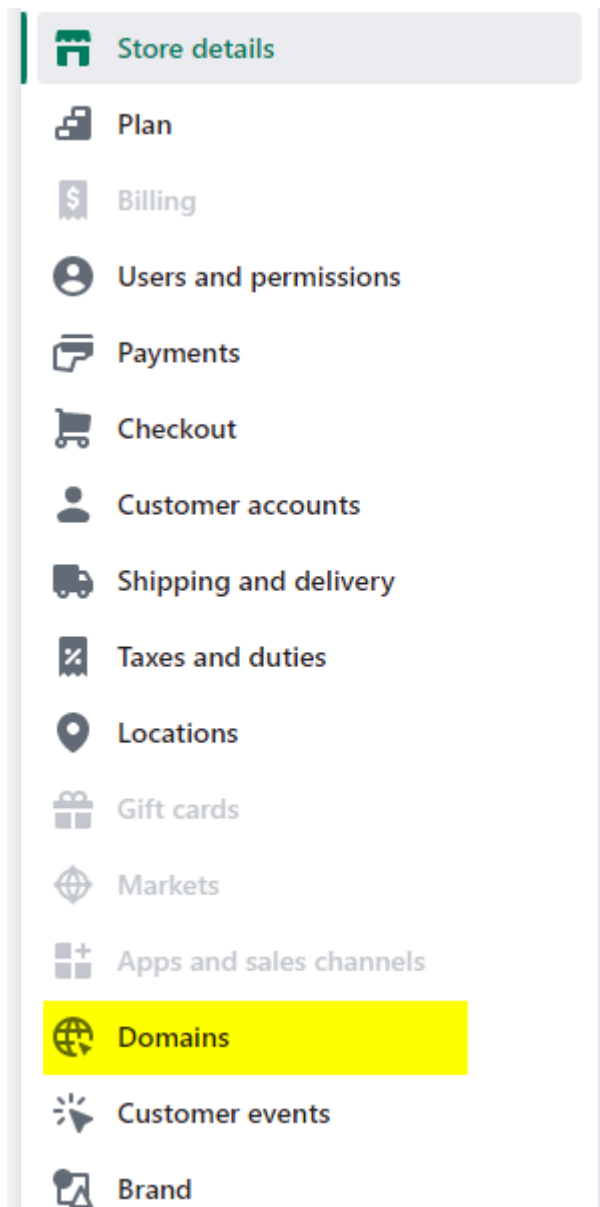 Store details
Plan
Billing
Users and permissions
Payments
Checkout
Customer accounts
Shipping and delivery
Taxes and duties
Locations
Gift cards
Markets
Apps and sales channels
Domains
Customer events
Brand